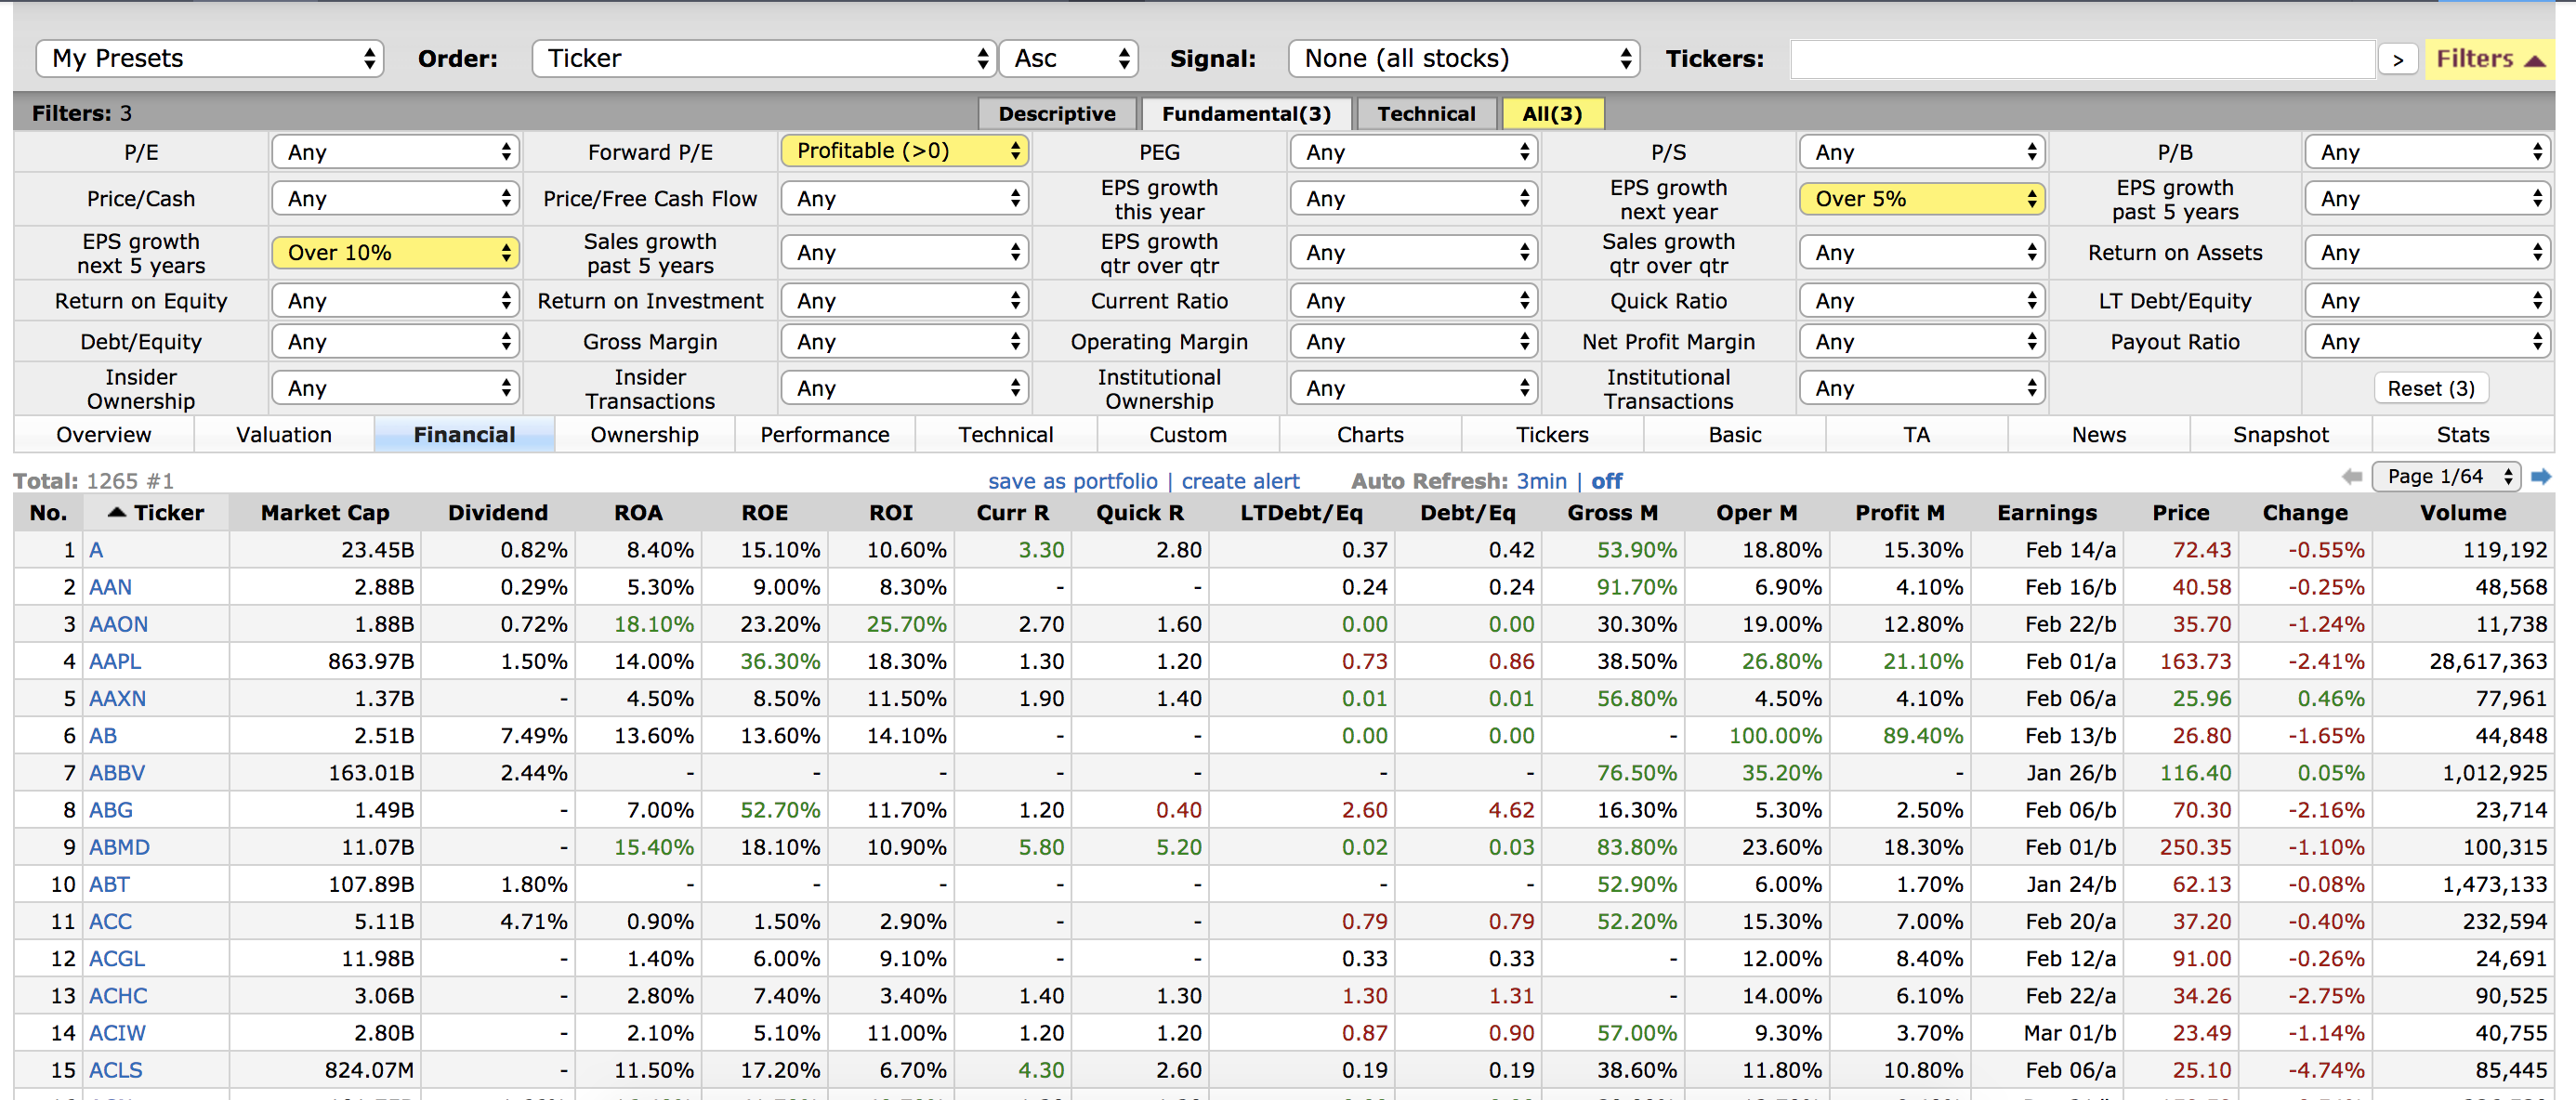 My Presets Order: Ticker Asc Signal: None (all stocks) Tickers: > Filters
Filters: 3 Descriptive Fundamental(3) Technical All(3)
P/E Any Forward P/E Profitable (>0) PEG Any P/S Any P/B Any
Price/Cash Any Price/Free Cash Flow Any EPS growth this year Any EPS growth next year Over 5% EPS growth past 5 years Any
EPS growth next 5 years Over 10% Sales growth past 5 years Any EPS growth qtr over qtr Any Sales growth qtr over qtr Any Return on Assets Any
Return on Equity Any Return on Investment Any Current Ratio Any Quick Ratio Any LT Debt/Equity Any
Debt/Equity Any Gross Margin Any Operating Margin Any Net Profit Margin Any Payout Ratio Any
Insider Ownership Any Insider Transactions Any Institutional Ownership Any Institutional Transactions Any Reset (3)
Overview Valuation Financial Ownership Performance Technical Custom Charts Tickers Basic TA News Snapshot Stats
Total: 1265 #1 save as portfolio | create alert Auto Refresh: 3min | off Page 1/64
No. Ticker Market Cap Dividend ROA ROE ROI Curr R Quick R LTDebt/Eq Debt/Eq Gross M Oper M Profit M Earnings Price Change Volume
1 A 23.45B 0.82% 8.40% 15.10% 10.60% 3.30 2.80 0.37 0.42 53.90% 18.80% 15.30% Feb 14/a 72.43 -0.55% 119,192
2 AAN 2.88B 0.29% 5.30% 9.00% 8.30% - - 0.24 0.24 91.70% 6.90% 4.10% Feb 16/b 40.58 -0.25% 48,568
3 AAON 1.88B 0.72% 18.10% 23.20% 25.70% 2.70 1.60 0.00 0.00 30.30% 19.00% 12.80% Feb 22/b 35.70 -1.24% 11,738
4 AAPL 863.97B 1.50% 14.00% 36.30% 18.30% 1.30 1.20 0.73 0.86 38.50% 26.80% 21.10% Feb 01/a 163.73 -2.41% 28,617,363
5 AAXN 1.37B - 4.50% 8.50% 11.50% 1.90 1.40 0.01 0.01 56.80% 4.50% 4.10% Feb 06/a 25.96 0.46% 77,961
6 AB 2.51B 7.49% 13.60% 13.60% 14.10% - - 0.00 0.00 - 100.00% 89.40% Feb 13/b 26.80 -1.65% 44,848
7 ABBV 163.01B 2.44% - - - - - - - 76.50% 35.20% - Jan 26/b 116.40 0.05% 1,012,925
8 ABG 1.49B - 7.00% 52.70% 11.70% 1.20 0.40 2.60 4.62 16.30% 5.30% 2.50% Feb 06/b 70.30 -2.16% 23,714
9 ABMD 11.07B - 15.40% 18.10% 10.90% 5.80 5.20 0.02 0.03 83.80% 23.60% 18.30% Feb 01/b 250.35 -1.10% 100,315
10 ABT 107.89B 1.80% - - - - - - - 52.90% 6.00% 1.70% Jan 24/b 62.13 -0.08% 1,473,133
11 ACC 5.11B 4.71% 0.90% 1.50% 2.90% - - 0.79 0.79 52.20% 15.30% 7.00% Feb 20/a 37.20 -0.40% 232,594
12 ACGL 11.98B - 1.40% 6.00% 9.10% - - 0.33 0.33 - 12.00% 8.40% Feb 12/a 91.00 -0.26% 24,691
13 ACHC 3.06B - 2.80% 7.40% 3.40% 1.40 1.30 1.30 1.31 - 14.00% 6.10% Feb 22/a 34.26 -2.75% 90,525
14 ACIW 2.80B - 2.10% 5.10% 11.00% 1.20 1.20 0.87 0.90 57.00% 9.30% 3.70% Mar 01/b 23.49 -1.14% 40,755
15 ACLS 824.07M - 11.50% 17.20% 6.70% 4.30 2.60 0.19 0.19 38.60% 11.80% 10.80% Feb 06/a 25.10 -4.74% 85,445